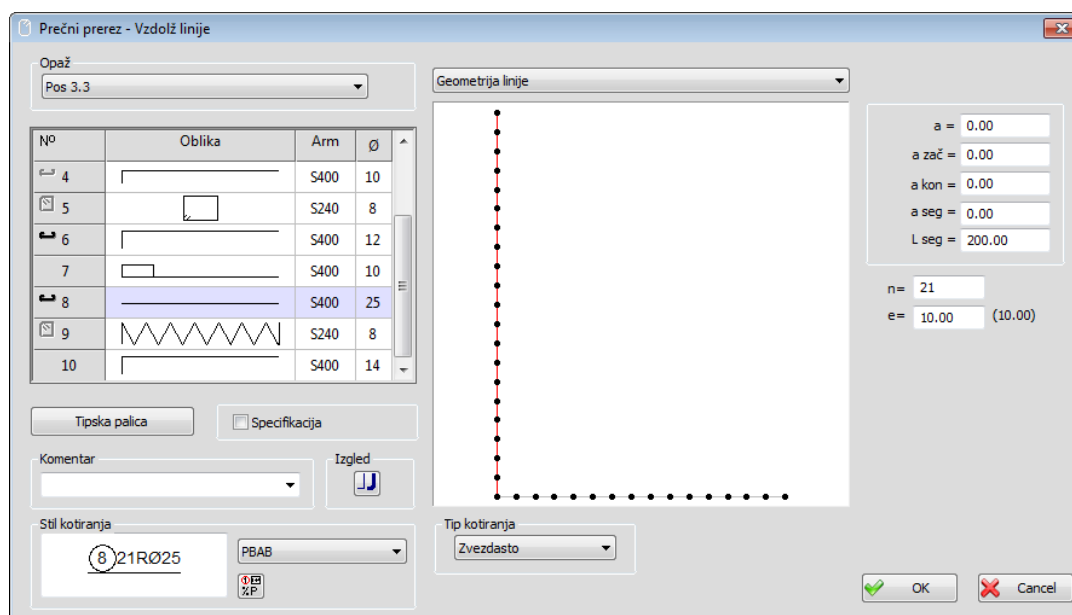 Prečni prerez - Vzdolž linije
Opaž
Pos 3.3
Nº Oblika Arm Ø
4 S400 10
5 S240 8
6 S400 12
7 S400 10
8 S400 25
9 S240 8
10 S400 14
Tipska palica
Specifikacija
Komentar
Izgled
Stil kotiranja
8 21RØ25
PBAB
%P
Geometrija linije
Tip kotiranja
Zvezdasto
a = 0.00
a zač = 0.00
a kon = 0.00
a seg = 0.00
L seg = 200.00
n= 21
e= 10.00 (10.00)
OK
Cancel